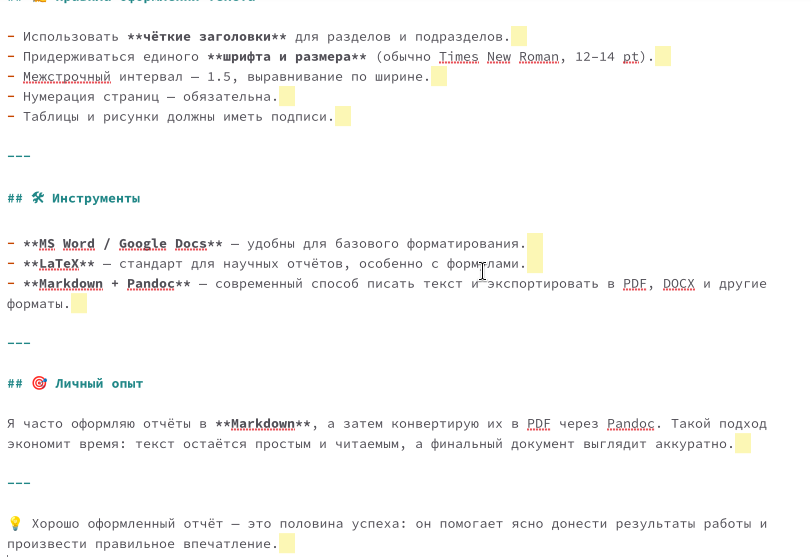 - Использовать **чёткие заголовки** для разделов и подразделов.
- Придерживаться единого **шрифта и размера** (обычно Times New Roman, 12–14 pt).
- Межстрочный интервал — 1.5, выравнивание по ширине.
- Нумерация страниц — обязательна.
- Таблицы и рисунки должны иметь подписи.
---
## 🛠 Инструменты
- **MS Word / Google Docs** — удобны для базового форматирования.
- **LaTeX** — стандарт для научных отчётов, особенно с формулами.
- **Markdown + Pandoc** — современный способ писать текст и экспортировать в PDF, DOCX и другие
форматы.
---
## 🎯 Личный опыт
Я часто оформляю отчёты в **Markdown**, а затем конвертирую их в PDF через Pandoc. Такой подход
экономит время: текст остаётся простым и читаемым, а финальный документ выглядит аккуратно.
---
💡 Хорошо оформленный отчёт — это половина успеха: он помогает ясно донести результаты работы и
произвести правильное впечатление.